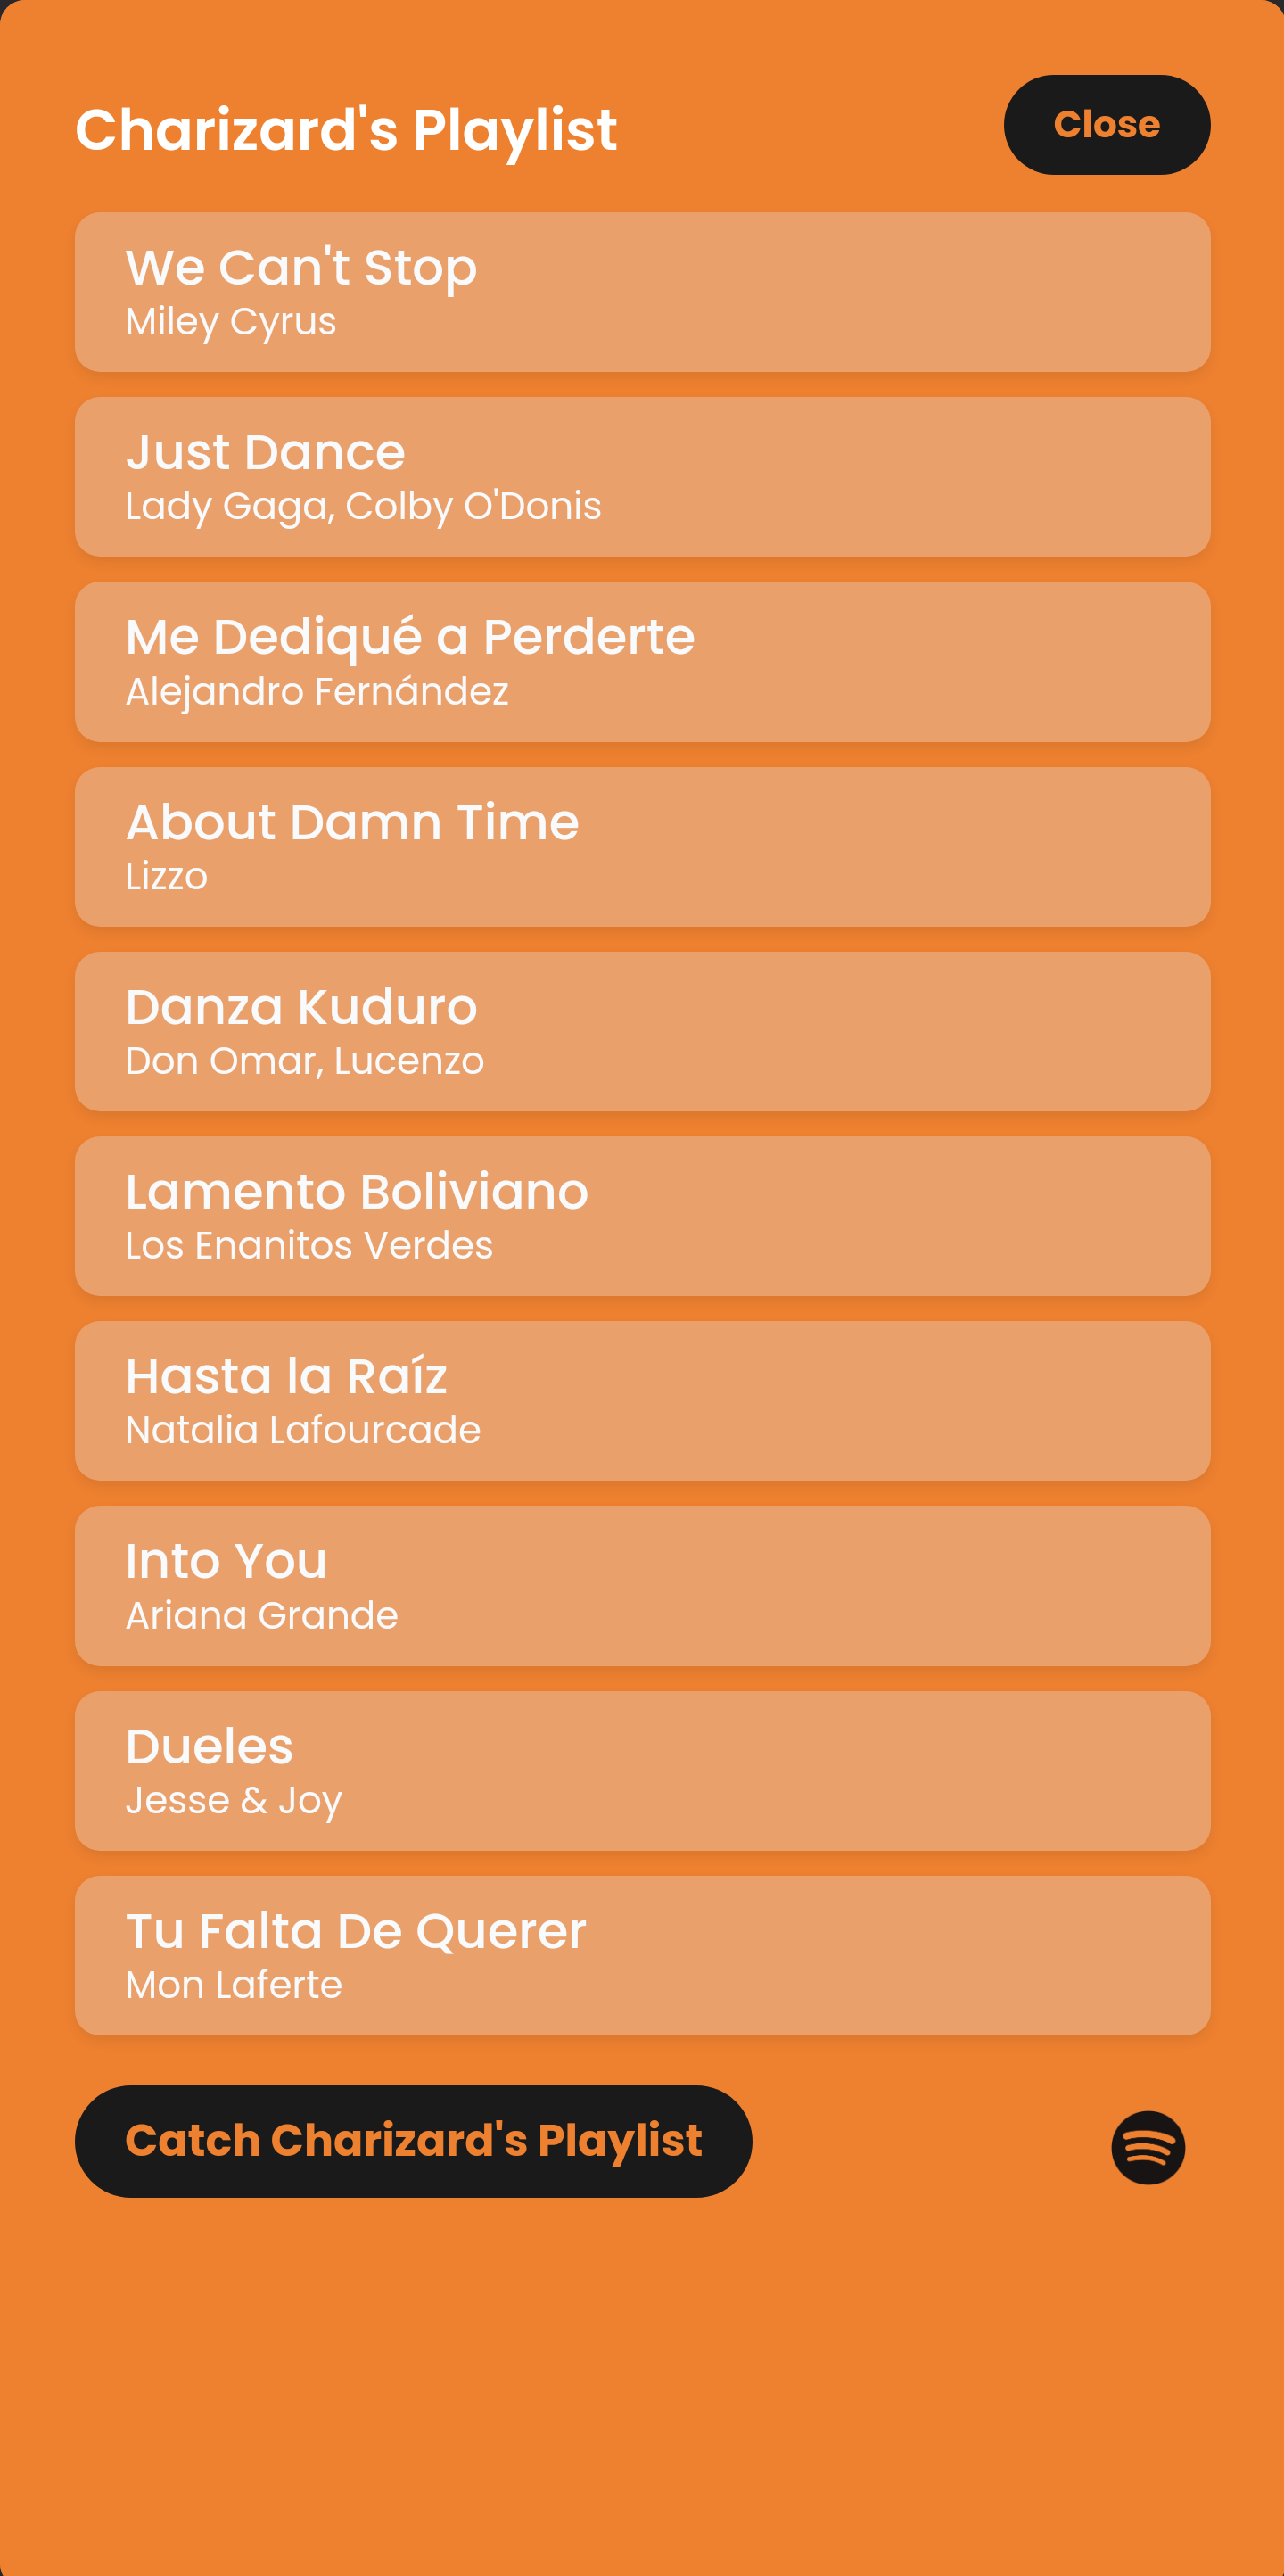 Charizard's Playlist
Close
We Can't Stop
Miley Cyrus
Just Dance
Lady Gaga, Colby O'Donis
Me Dediqué a Perderte
Alejandro Fernández
About Damn Time
Lizzo
Danza Kuduro
Don Omar, Lucenzo
Lamento Boliviano
Los Enanitos Verdes
Hasta la Raíz
Natalia Lafourcade
Into You
Ariana Grande
Dueles
Jesse & Joy
Tu Falta De Querer
Mon Laferte
Catch Charizard's Playlist